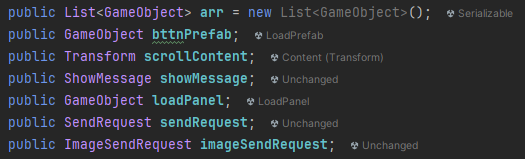 public List<GameObject> arr = new List<GameObject>(); Serializable
public GameObject bttnPrefab; LoadPrefab
public Transform scrollContent; Content (Transform)
public ShowMessage showMessage; Unchanged
public GameObject loadPanel; LoadPanel
public SendRequest sendRequest; Unchanged
public ImageSendRequest imageSendRequest; Unchanged